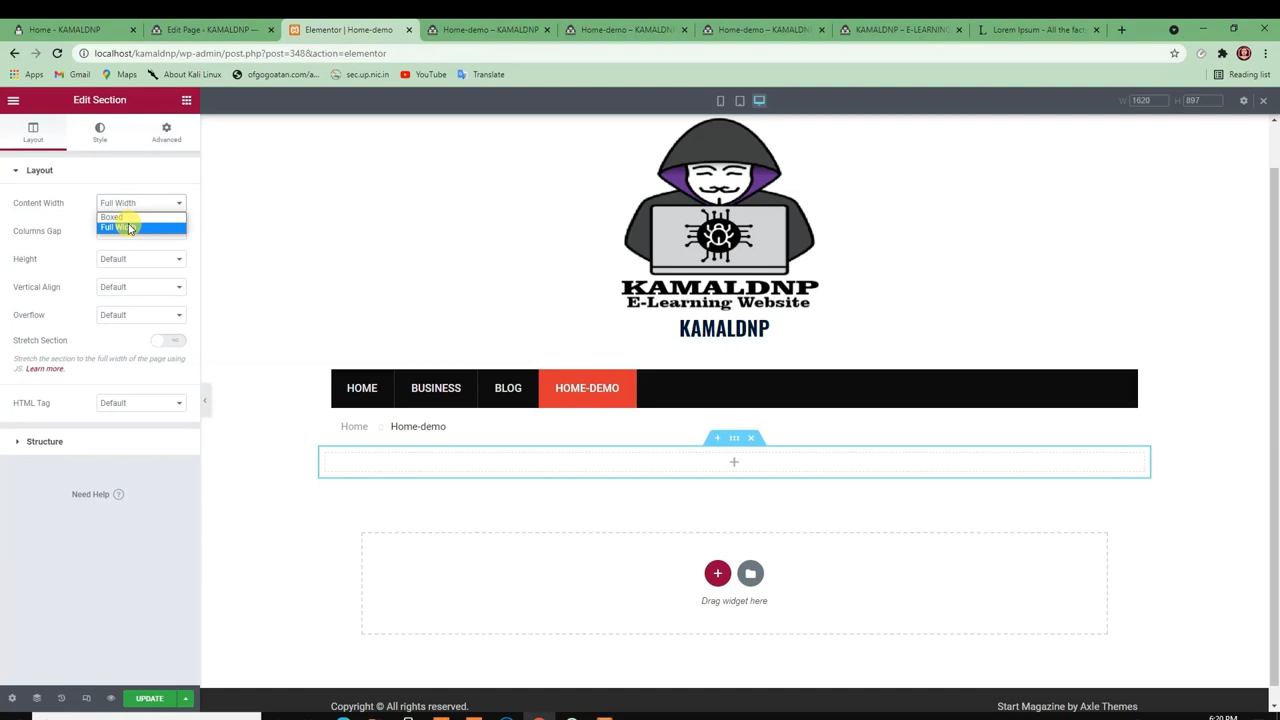 Home - KAMALDNP
Edit Page - KAMALDNP —
Elementor | Home-demo
Home-demo – KAMALDNP
Home-demo – KAMALDNP
Home-demo – KAMALDNP
KAMALDNP – E-LEARNING
Lorem Ipsum - All the fact
localhost/kamaldnp/wp-admin/post.php?post=348&action=elementor
Apps
Gmail
Maps
About Kali Linux
ofgogoatan.com/a...
sec.up.nic.in
YouTube
Translate
Reading list
Edit Section
W 1620
H 897
Layout
Style
Advanced
Layout
Content Width
Full Width
Boxed
Full
Columns Gap
Height
Default
Vertical Align
Default
Overflow
Default
Stretch Section
NO
Stretch the section to the full width of the page using
JS. Learn more.
HTML Tag
Default
Structure
Need Help ?
UPDATE
KAMALDNP
E-Learning Website
KAMALDNP
HOME
BUSINESS
BLOG
HOME-DEMO
Home
Home-demo
Drag widget here
Copyright © All rights reserved.
Start Magazine by Axle Themes
6:20 PM